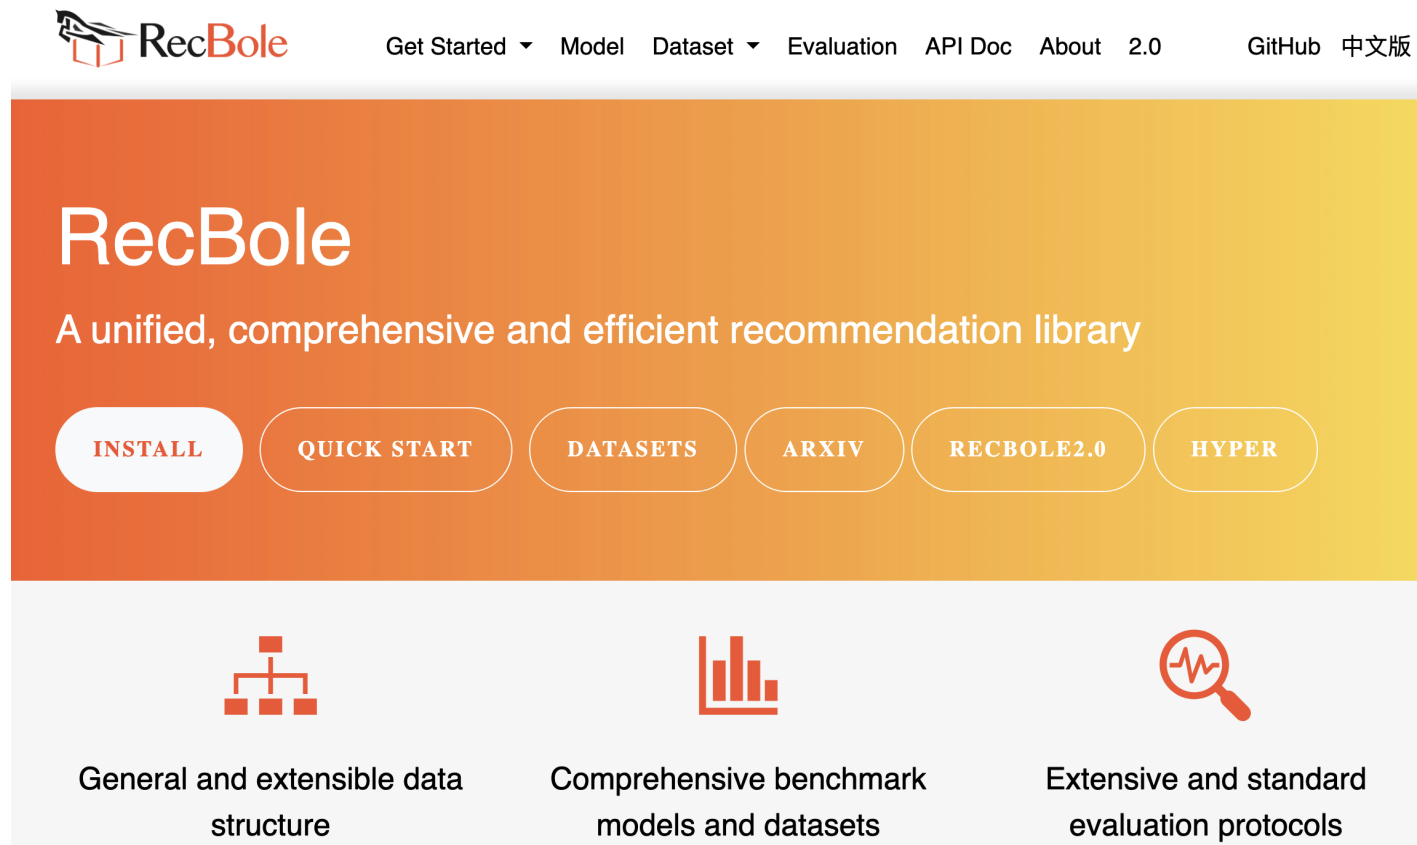 RecBole
Get Started Model Dataset Evaluation API Doc About 2.0 GitHub 中文版
RecBole
A unified, comprehensive and efficient recommendation library
INSTALL QUICK START DATASETS ARXIV RECBOLE2.0 HYPER
General and extensible data
structure
Comprehensive benchmark
models and datasets
Extensive and standard
evaluation protocols